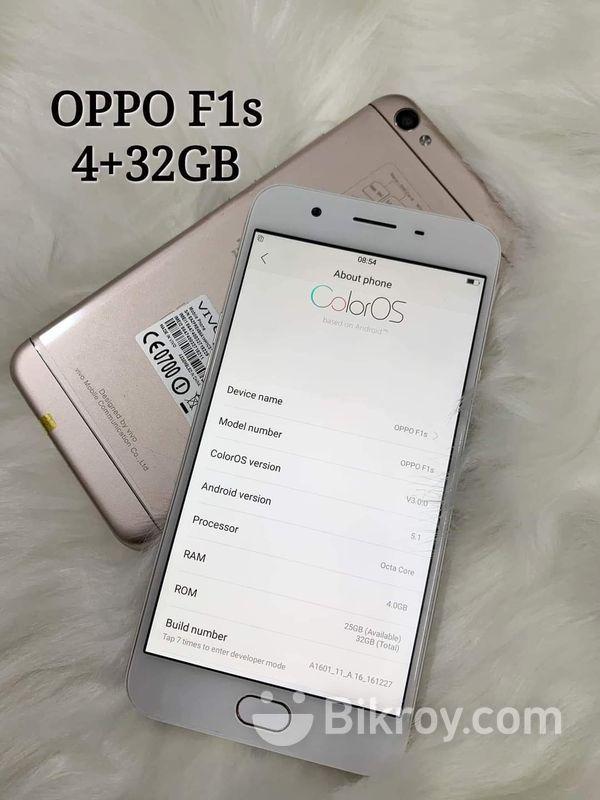 OPPO F1s
4+32GB
08:54
About phone
ColorOS
based on Android™
Device name
OPPO F1s
Model number
OPPO F1s
ColorOS version
V3.0.0
Android version
5.1
Processor
Octa Core
RAM
4.0GB
ROM
25GB (Available)
32GB (Total)
Build number
Tap 7 times to enter developer mode
A1601_11_A.16_161227
VIVO
Mobile Phone
CE0700
Designed by vivo
vivo Mobile Communication Co., Ltd
Bikroy.com